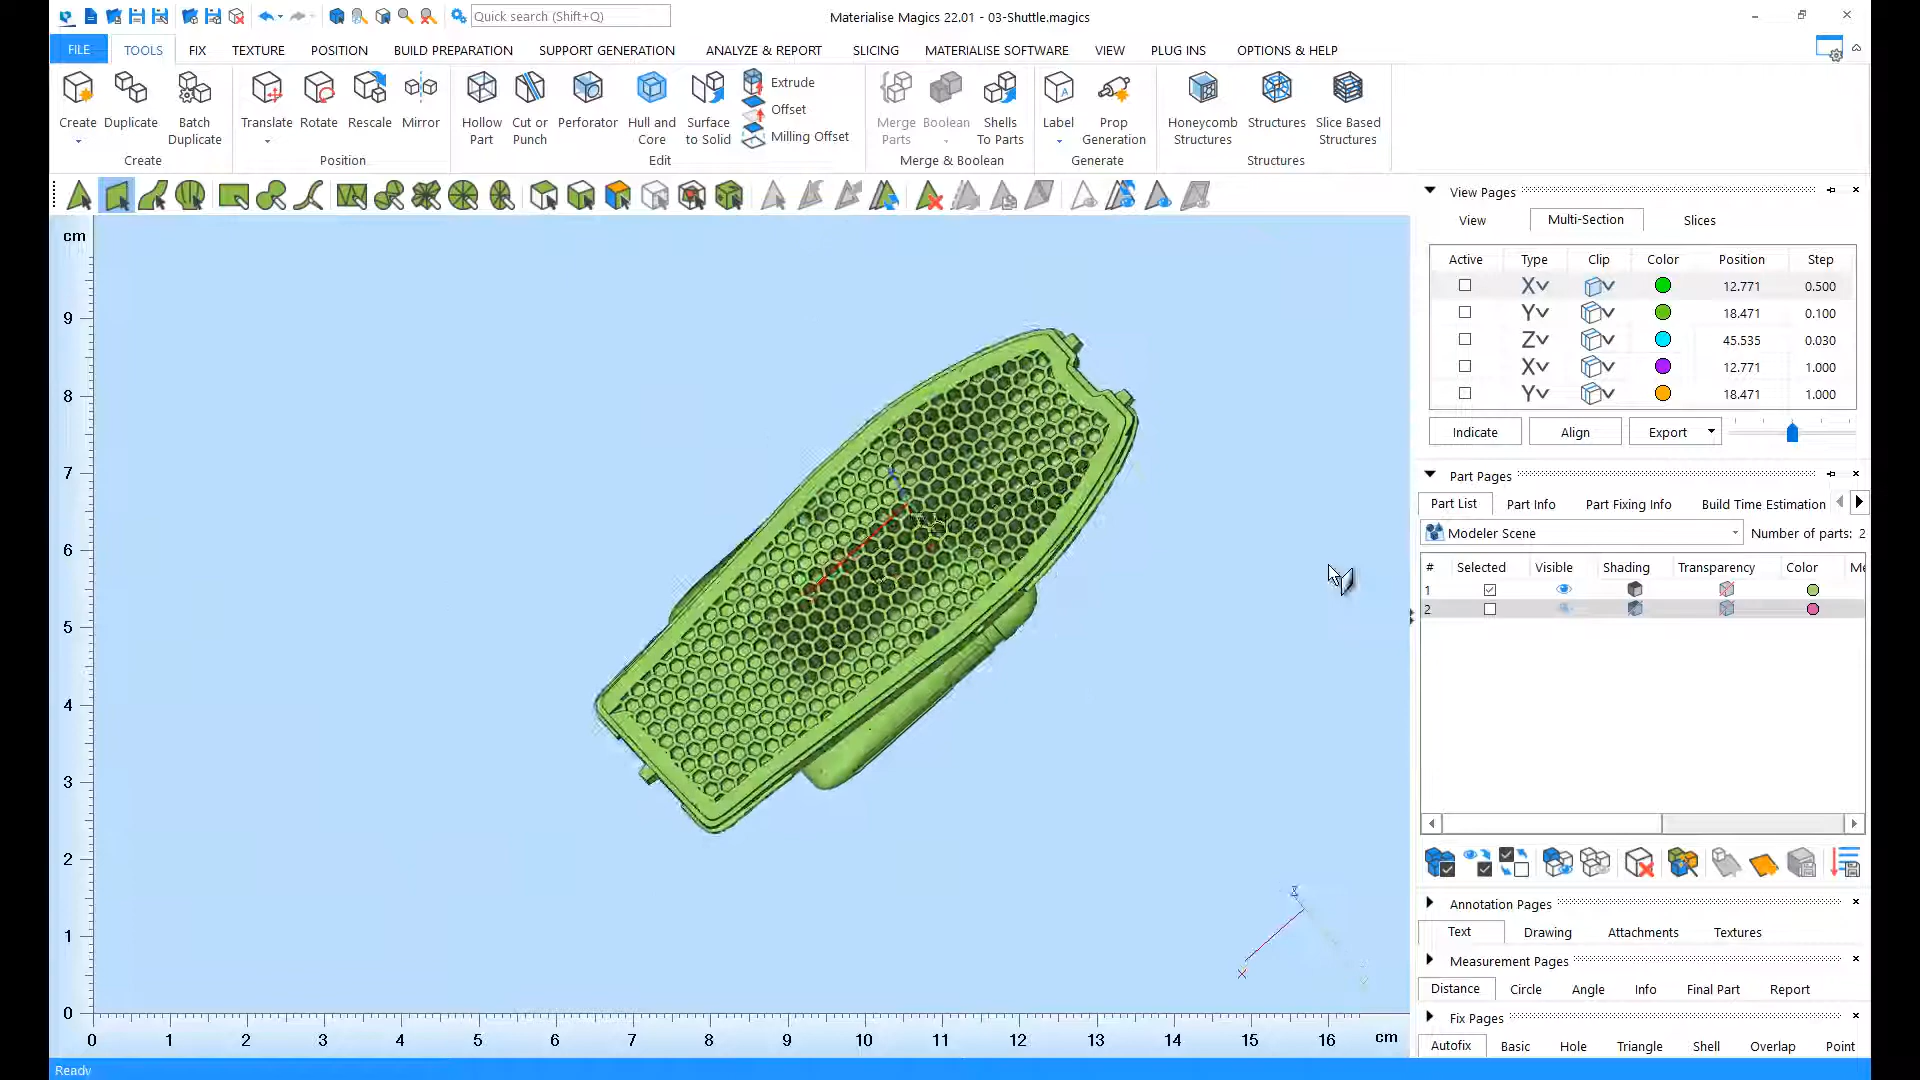 Quick search (Shift+Q)
Materialise Magics 22.01 - 03-Shuttle.magics
FILE TOOLS FIX TEXTURE POSITION BUILD PREPARATION SUPPORT GENERATION ANALYZE & REPORT SLICING MATERIALISE SOFTWARE VIEW PLUG INS OPTIONS & HELP
Create Duplicate Batch Duplicate Translate Rotate Rescale Mirror Hollow Part Cut or Punch Perforator Hull and Core Surface to Solid Extrude Offset Milling Offset Merge Parts Boolean Shells To Parts Label Prop Generation Honeycomb Structures Structures Slice Based Structures
Create Position Edit Merge & Boolean Generate Structures
View Pages
View Multi-Section Slices
Active Type Clip Color Position Step
X 12.771 0.500
Y 18.471 0.100
Z 45.535 0.030
X 12.771 1.000
Y 18.471 1.000
Indicate Align Export
Part Pages
Part List Part Info Part Fixing Info Build Time Estimation
Modeler Scene Number of parts: 2
# Selected Visible Shading Transparency Color Me
1
2
Annotation Pages
Text Drawing Attachments Textures
Measurement Pages
Distance Circle Angle Info Final Part Report
Fix Pages
Autofix Basic Hole Triangle Shell Overlap Point
cm
9
8
7
6
5
4
3
2
1
0
Z
X
0 1 2 3 4 5 6 7 8 9 10 11 12 13 14 15 16 cm
Ready